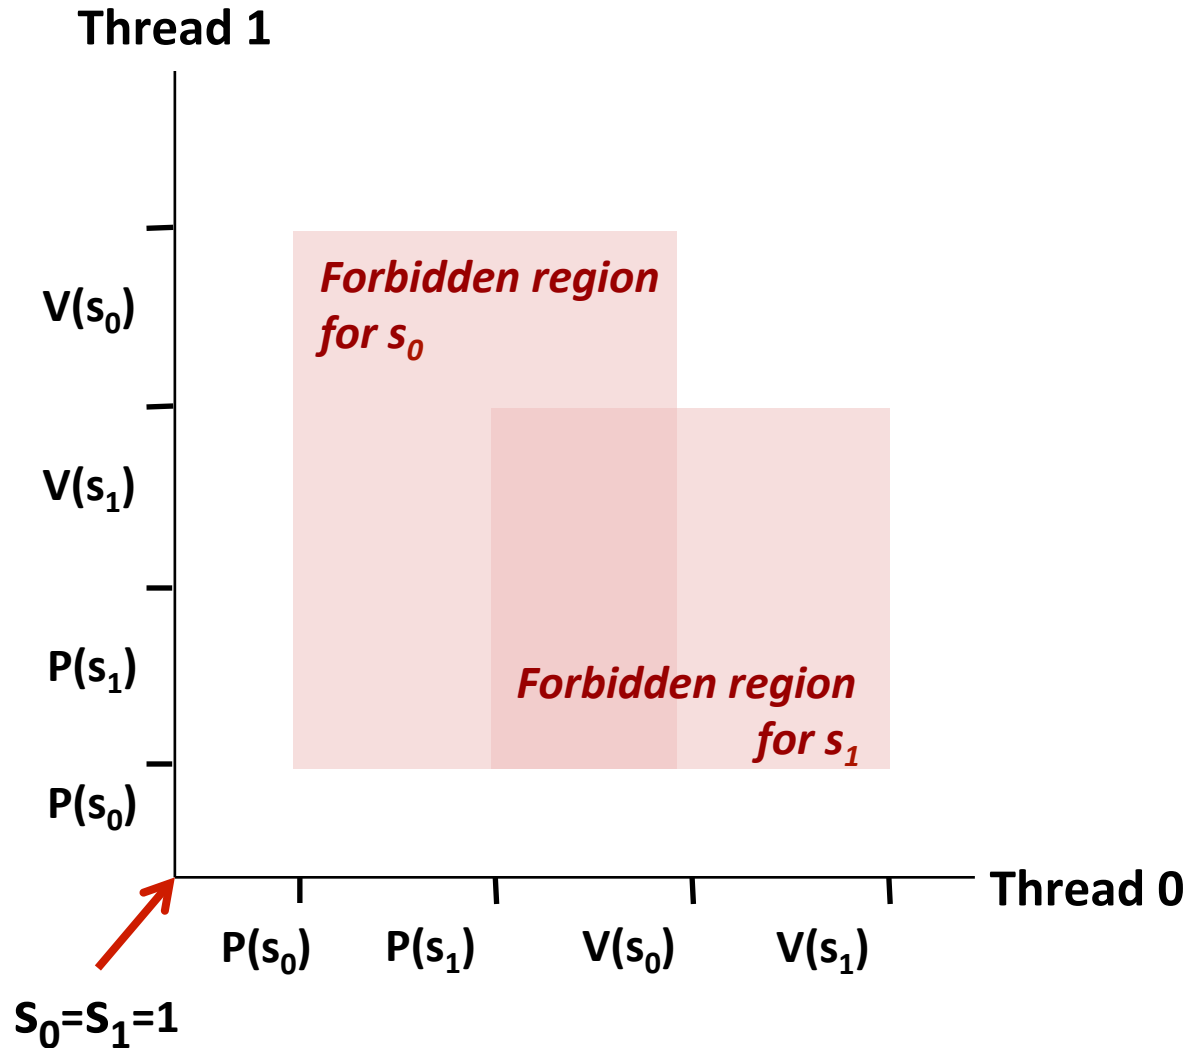 Thread 1
Forbidden region
for s₀
V(s₀)
V(s₁)
P(s₁)
Forbidden region
for s₁
P(s₀)
Thread 0
P(s₀) P(s₁) V(s₀) V(s₁)
s₀=s₁=1